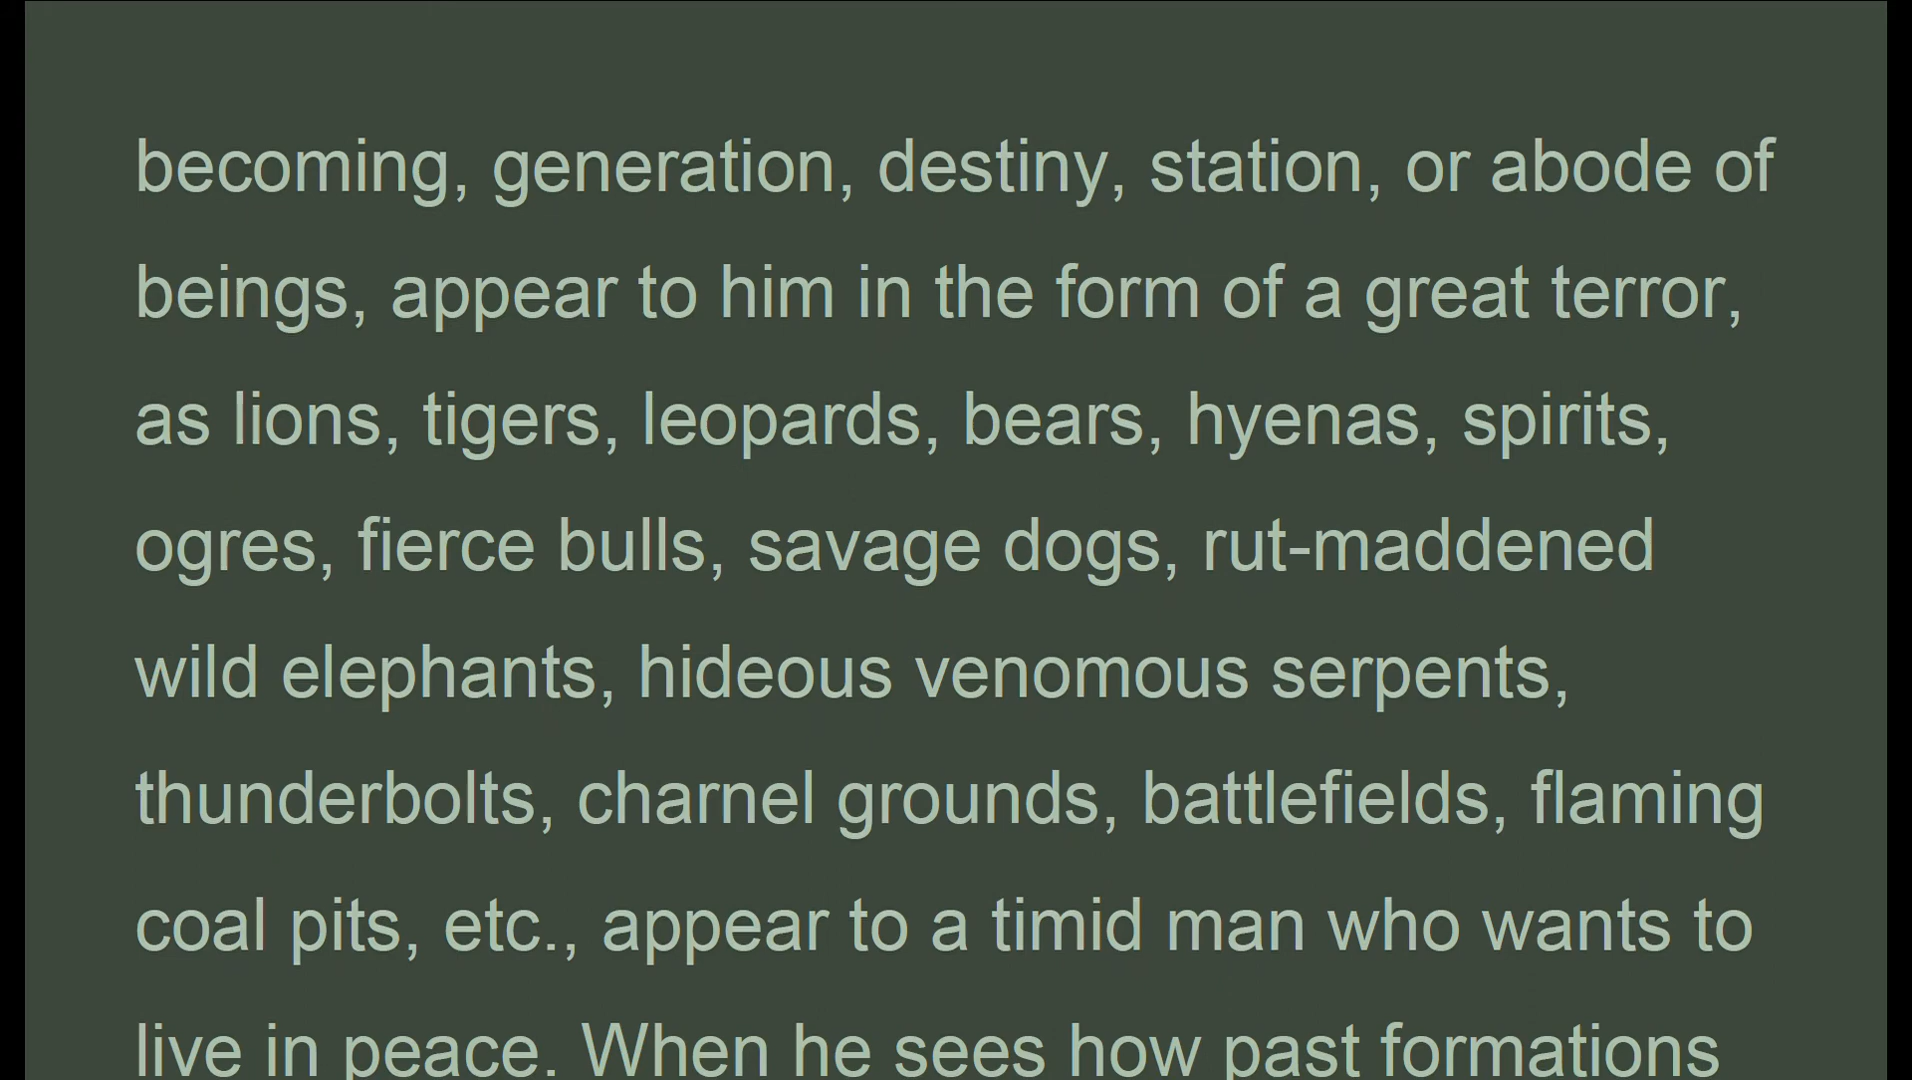 becoming, generation, destiny, station, or abode of
beings, appear to him in the form of a great terror,
as lions, tigers, leopards, bears, hyenas, spirits,
ogres, fierce bulls, savage dogs, rut-maddened
wild elephants, hideous venomous serpents,
thunderbolts, charnel grounds, battlefields, flaming
coal pits, etc., appear to a timid man who wants to
live in peace. When he sees how past formations